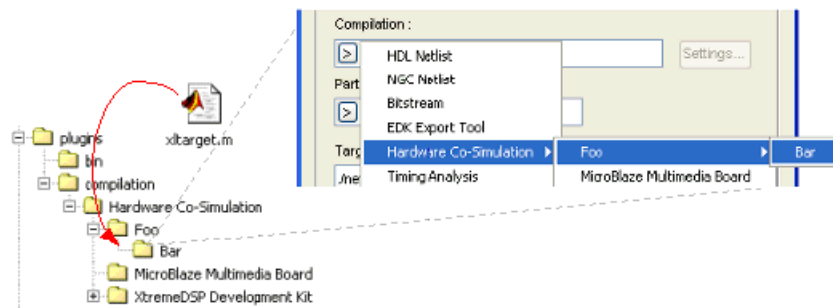 Compilation :
HDL Netlist
Settings...
NGC Netlist
Part
Bitstream
EDK Export Tool
Targ
Hardware Co-Simulation
Foo
Bar
./ne
Timing Analysis
MicroBlaze Multimedia Board
xltarget.m
plugins
bin
compilation
Hardware Co-Simulation
Foo
Bar
MicroBlaze Multimedia Board
XtremeDSP Development Kit